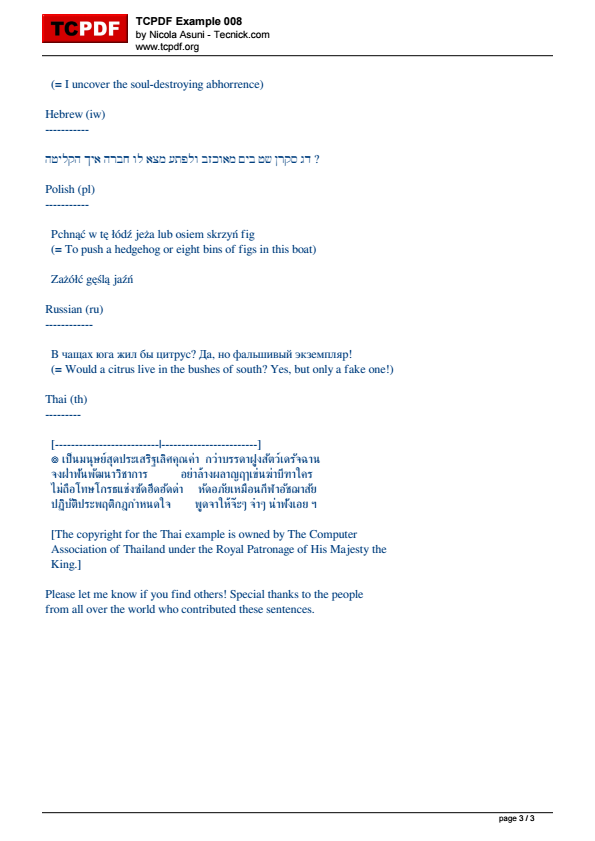 TCPDF
TCPDF Example 008
by Nicola Asuni - Tecnick.com
www.tcpdf.org
(= I uncover the soul-destroying abhorrence)
Hebrew (iw)
-----------
? דג סקרן שט בים מאוכזב ולפתע מצא לו חברה איך הקליטה
Polish (pl)
-----------
Pchnąć w tę łódź jeża lub osiem skrzyń fig
(= To push a hedgehog or eight bins of figs in this boat)
Zażółć gęślą jaźń
Russian (ru)
------------
В чащах юга жил бы цитрус? Да, но фальшивый экземпляр!
(= Would a citrus live in the bushes of south? Yes, but only a fake one!)
Thai (th)
---------
[--------------------------|------------------------]
๏ เป็นมนุษย์สุดประเสริฐเลิศคุณค่า กว่าบรรดาฝูงสัตว์เดรัจฉาน
จงฝ่าฟันพัฒนาวิชาการ อย่าล้างผลาญฤๅเข่นฆ่าบีฑาใคร
ไม่ถือโทษโกรธแช่งซัดฮึดฮัดด่า หัดอภัยเหมือนกีฬาอัชฌาสัย
ปฏิบัติประพฤติกฎกำหนดใจ พูดจาให้จ๊ะๆ จ๋าๆ น่าฟังเอย ฯ
[The copyright for the Thai example is owned by The Computer
Association of Thailand under the Royal Patronage of His Majesty the
King.]
Please let me know if you find others! Special thanks to the people
from all over the world who contributed these sentences.
page 3 / 3